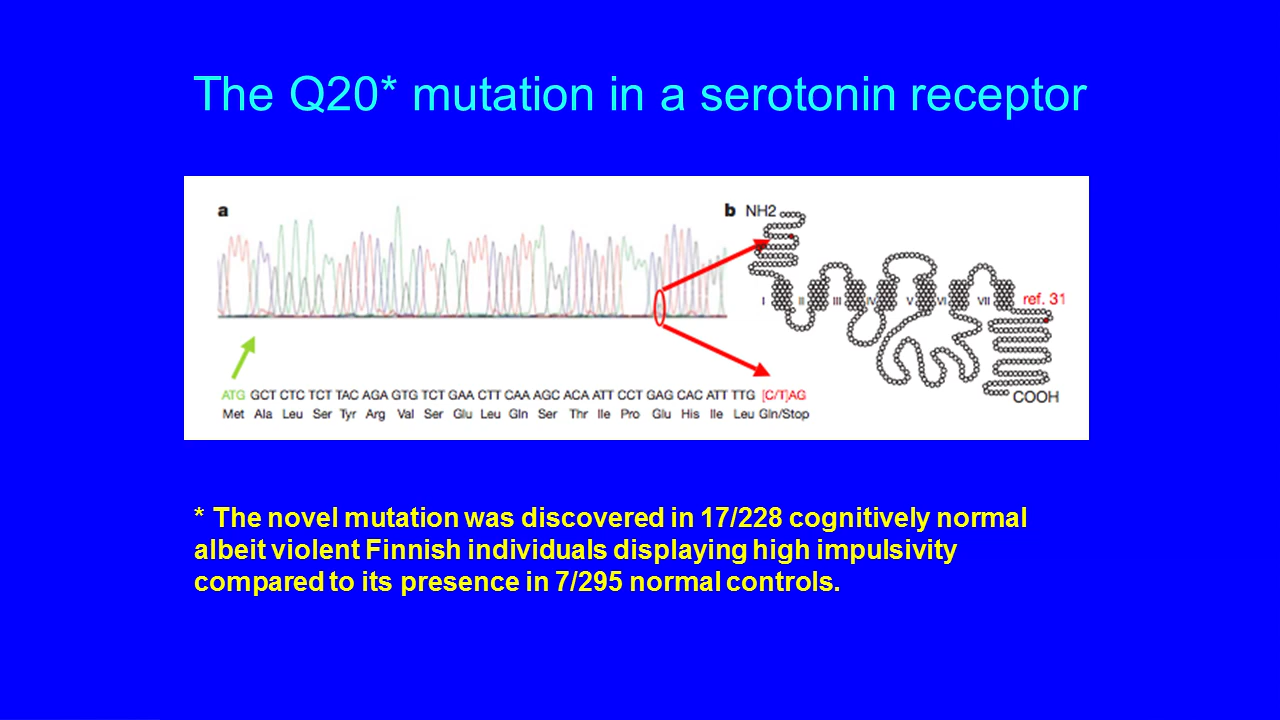 The Q20* mutation in a serotonin receptor
a
b NH2
I II III IV V VI VII
ref. 31
COOH
ATG GCT CTC TCT TAC AGA GTG TCT GAA CTT CAA AGC ACA ATT CCT GAG CAC ATT TTG [C/T]AG
Met Ala Leu Ser Tyr Arg Val Ser Glu Leu Gln Ser Thr Ile Pro Glu His Ile Leu Gln/Stop
* The novel mutation was discovered in 17/228 cognitively normal
albeit violent Finnish individuals displaying high impulsivity
compared to its presence in 7/295 normal controls.